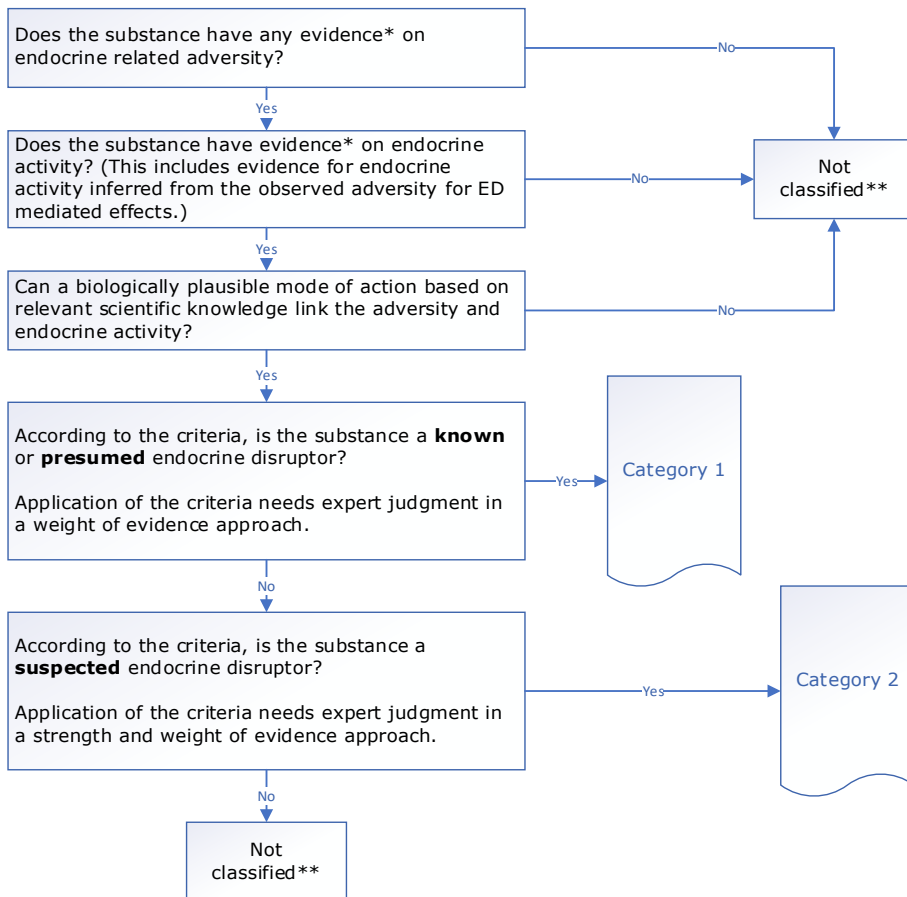 Does the substance have any evidence* on
endocrine related adversity?
No
Yes
Does the substance have evidence* on endocrine
activity? (This includes evidence for endocrine
activity inferred from the observed adversity for ED
mediated effects.)
No
Not
classified**
Yes
Can a biologically plausible mode of action based on
relevant scientific knowledge link the adversity and
endocrine activity?
No
Yes
According to the criteria, is the substance a known
or presumed endocrine disruptor?
Application of the criteria needs expert judgment in
a weight of evidence approach.
Yes
Category 1
No
According to the criteria, is the substance a
suspected endocrine disruptor?
Application of the criteria needs expert judgment in
a strength and weight of evidence approach.
Yes
Category 2
No
Not
classified**